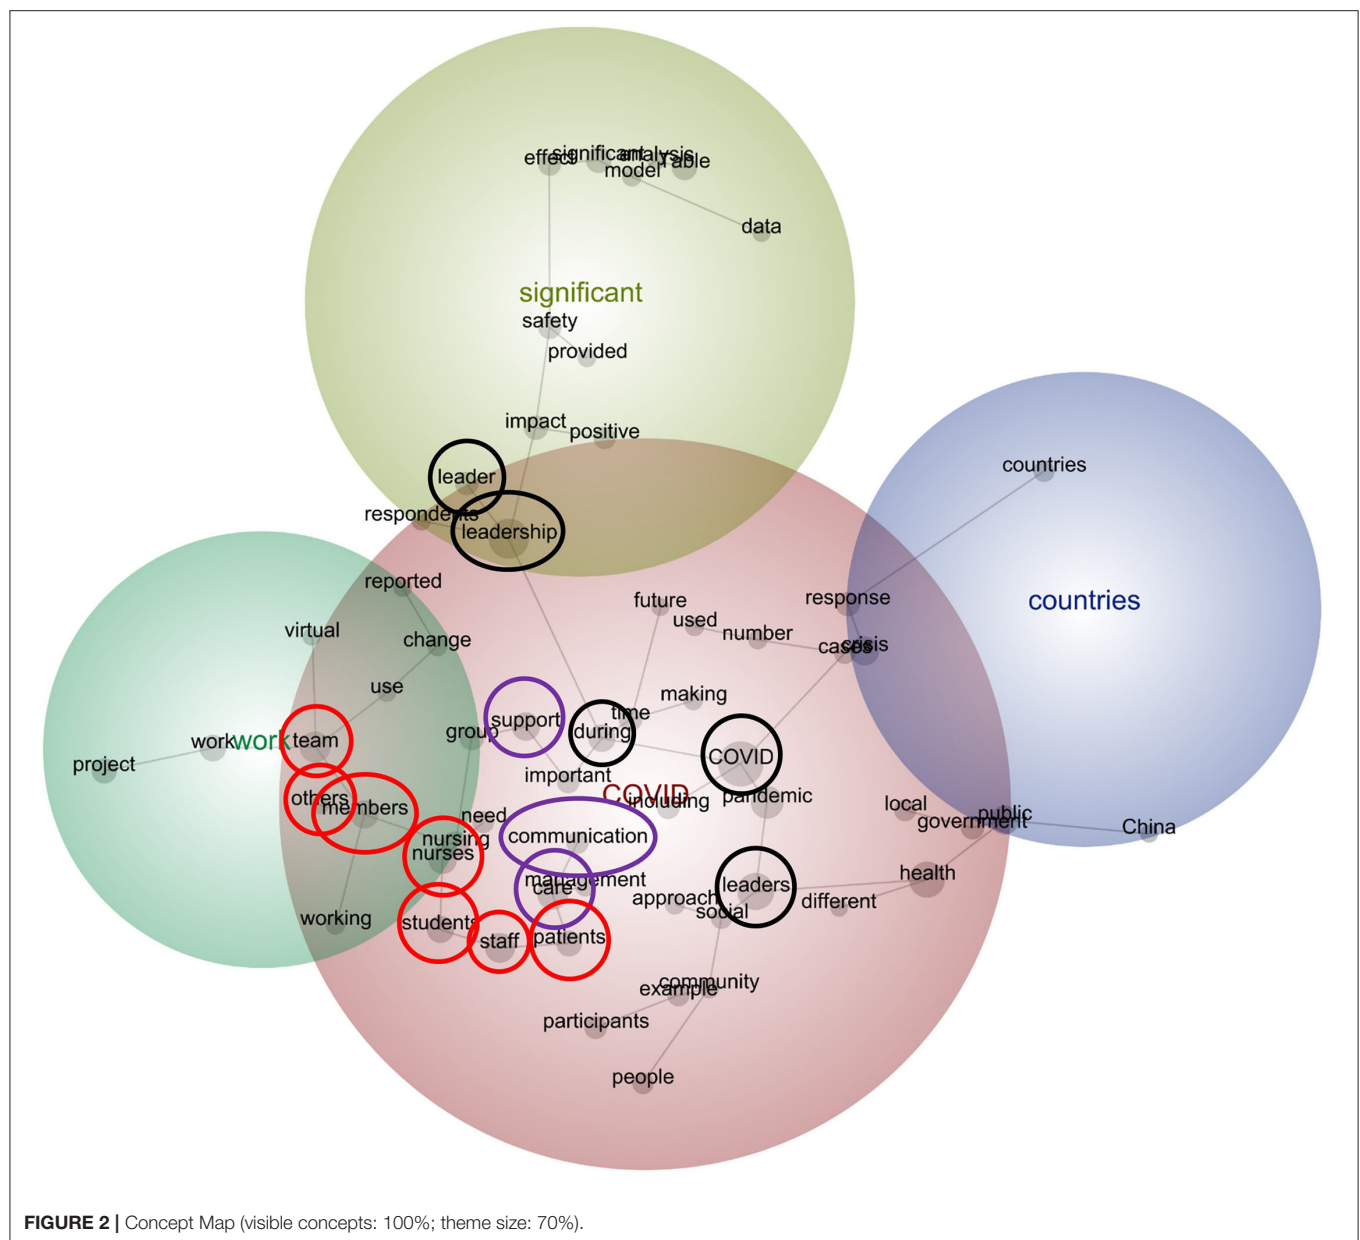 effect
significant
analysis
Table
model
data
significant
safety
provided
impact
positive
leader
countries
respondents
leadership
reported
future
response
countries
used
virtual
number
change
cases
crisis
use
making
support
time
group
during
team
work
work
COVID
project
important
COVID
including
pandemic
others
members
local
need
public
government
China
communication
nursing
nurses
health
management
care
leaders
approach
different
social
working
students
staff
patients
community
example
participants
people
FIGURE 2 | Concept Map (visible concepts: 100%; theme size: 70%).